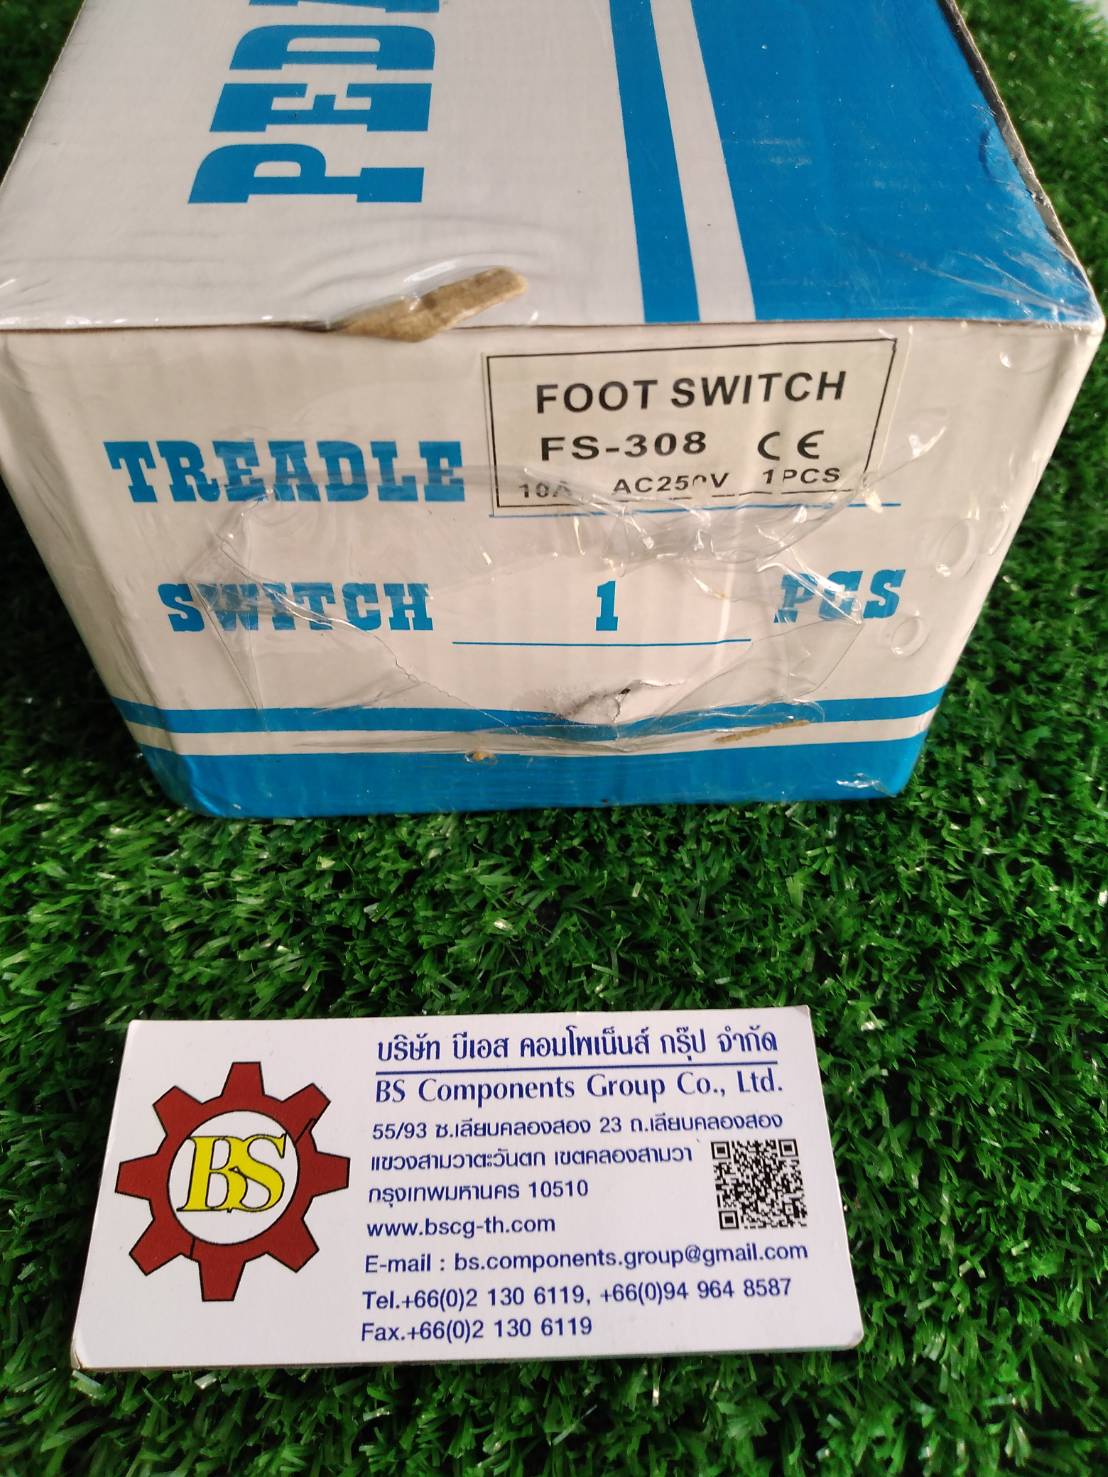 FOOT SWITCH
FS-308 CE
10A AC250V 1PCS
TREADLE
SWITCH 1 PCS
BS
บริษัท บีเอส คอมโพเน็นส์ กรุ๊ป จำกัด
BS Components Group Co., Ltd.
55/93 ซ.เลียบคลองสอง 23 ถ.เลียบคลองสอง
แขวงสามวาตะวันตก เขตคลองสามวา
กรุงเทพมหานคร 10510
www.bscg-th.com
E-mail : bs.components.group@gmail.com
Tel.+66(0)2 130 6119, +66(0)94 964 8587
Fax.+66(0)2 130 6119